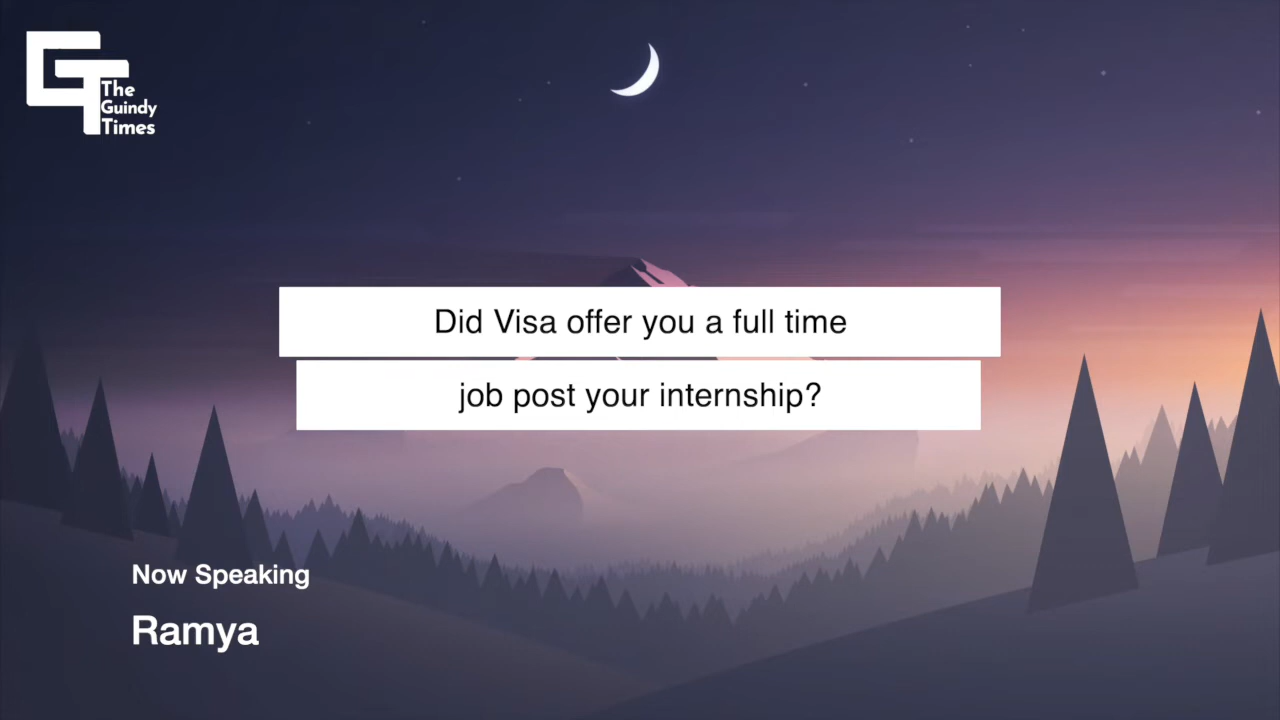 The
Guindy
Times
Did Visa offer you a full time
job post your internship?
Now Speaking
Ramya